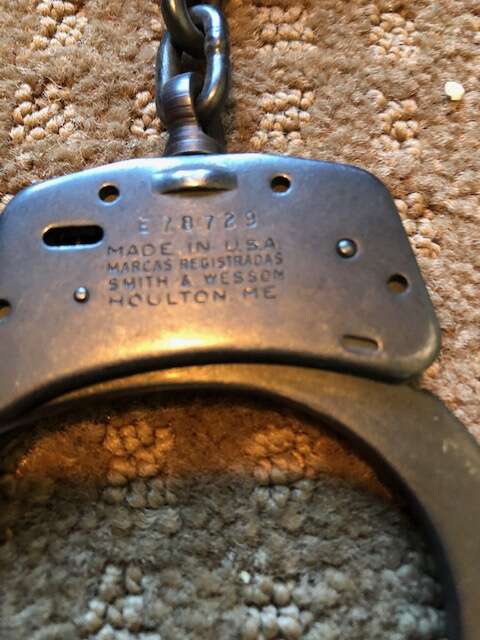 E78729
MADE IN U.S.A.
MARCAS REGISTRADAS
SMITH & WESSON
HOULTON ME